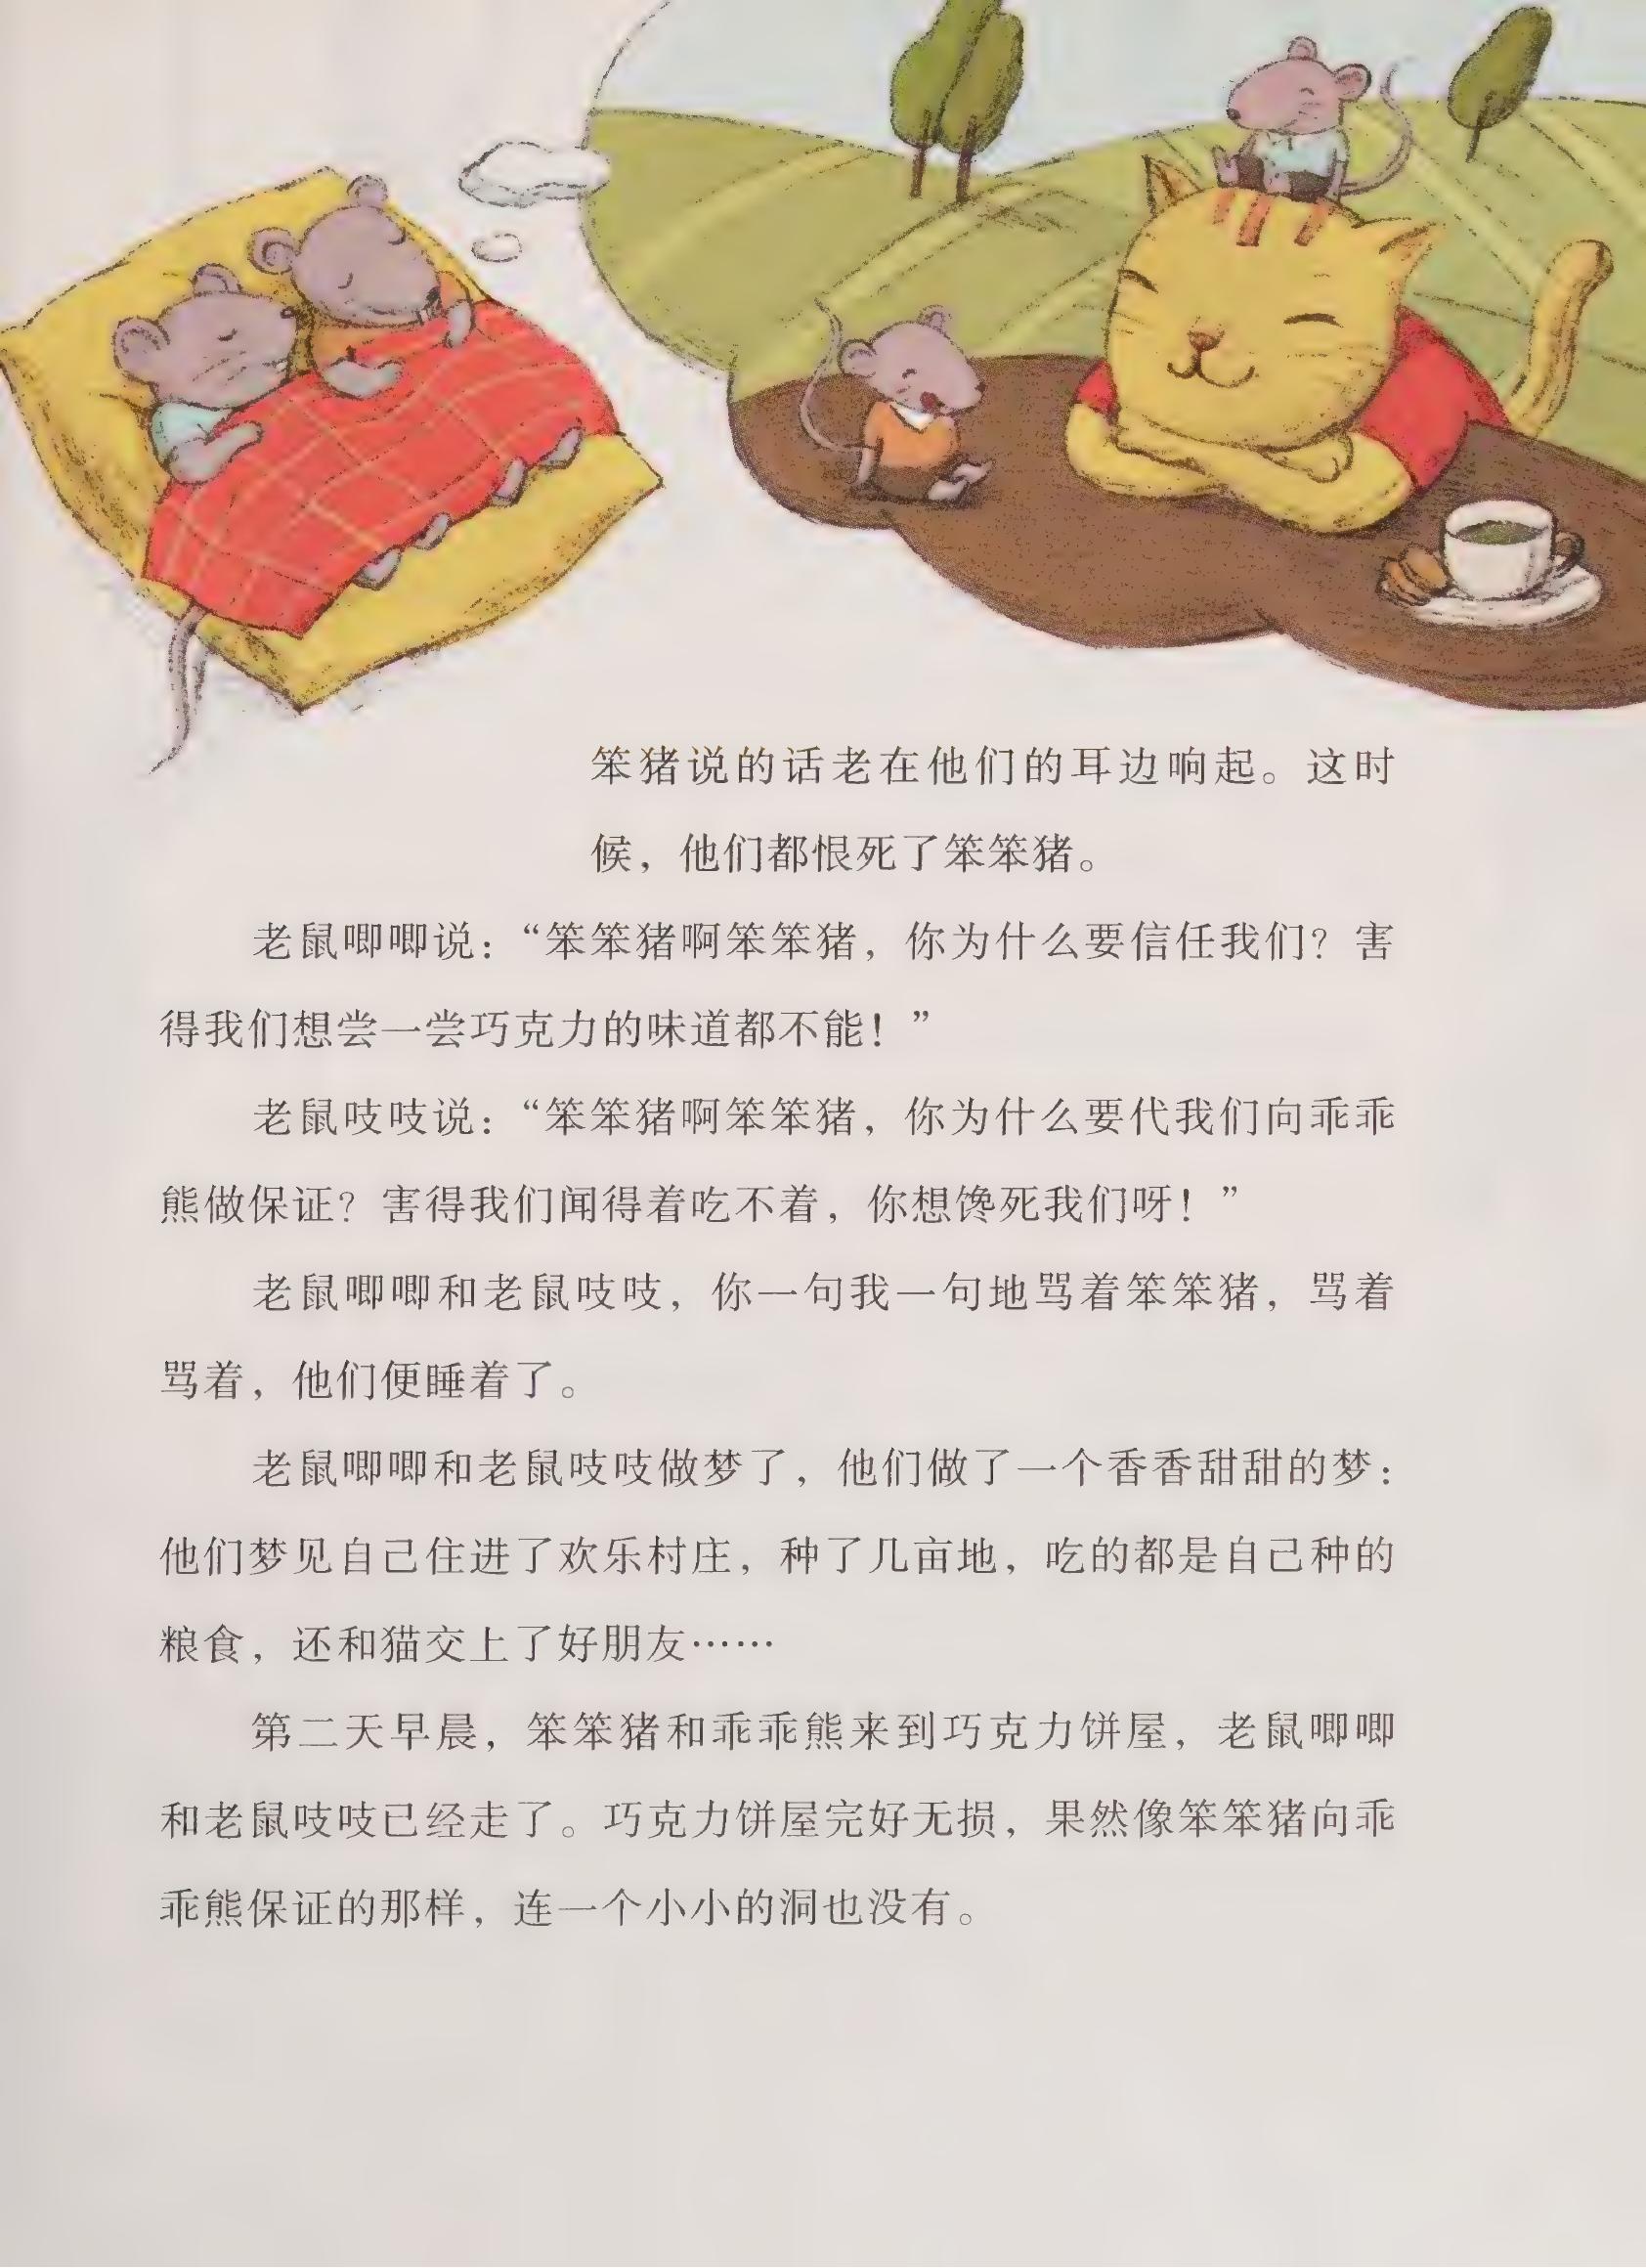 笨猪说的话老在他们的耳边响起。这时
候，他们都恨死了笨笨猪。
老鼠唧唧说：“笨笨猪啊笨笨猪，你为什么要信任我们？害
得我们想尝一尝巧克力的味道都不能！”
老鼠吱吱说：“笨笨猪啊笨笨猪，你为什么要代我们向乖乖
熊做保证？害得我们闻得着吃不着，你想馋死我们呀！”
老鼠唧唧和老鼠吱吱，你一句我一句地骂着笨笨猪，骂着
骂着，他们便睡着了。
老鼠唧唧和老鼠吱吱做梦了，他们做了一个香香甜甜的梦：
他们梦见自己住进了欢乐村庄，种了几亩地，吃的都是自己种的
粮食，还和猫交上了好朋友……
第二天早晨，笨笨猪和乖乖熊来到巧克力饼屋，老鼠唧唧
和老鼠吱吱已经走了。巧克力饼屋完好无损，果然像笨笨猪向乖
乖熊保证的那样，连一个小小的洞也没有。